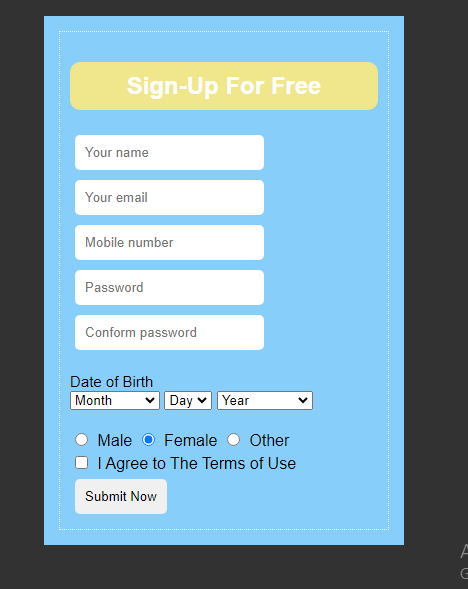 Sign-Up For Free
Your name
Your email
Mobile number
Password
Conform password
Date of Birth
Month Day Year
Male Female Other
I Agree to The Terms of Use
Submit Now